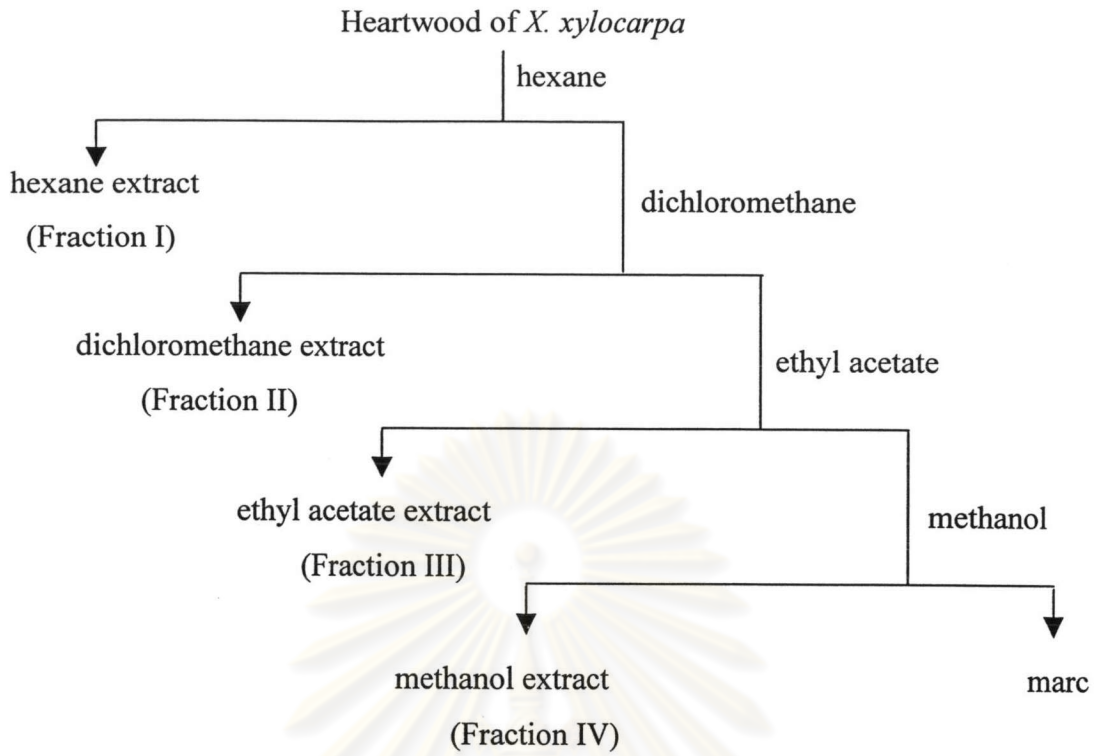 Heartwood of X. xylocarpa
hexane
hexane extract
(Fraction I)
dichloromethane
dichloromethane extract
(Fraction II)
ethyl acetate
ethyl acetate extract
(Fraction III)
methanol
methanol extract
(Fraction IV)
marc